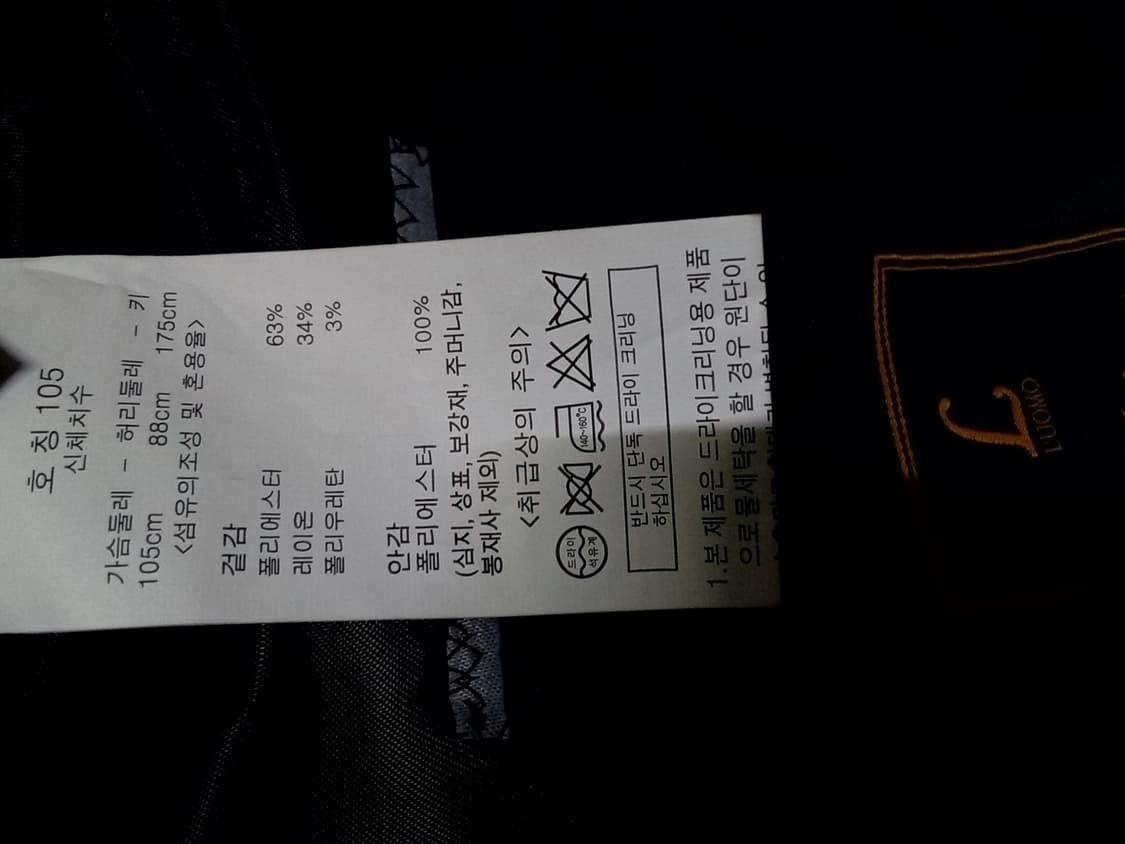 호 칭 105
신체치수
가슴둘레 - 허리둘레 - 키
105cm 88cm 175cm
<섬유의조성 및 혼용율>
겉감
폴리에스터 63%
레이온 34%
폴리우레탄 3%
안감
폴리에스터 100%
(심지, 상표, 보강재, 주머니감,
봉재사 제외)
<취급상의 주의>
드라이
석유계
140~160℃
반드시 단독 드라이 크리닝
하십시오
1.본 제품은 드라이크리닝용 제품
으로물세탁을 할 경우 원단이
L
LUOMO